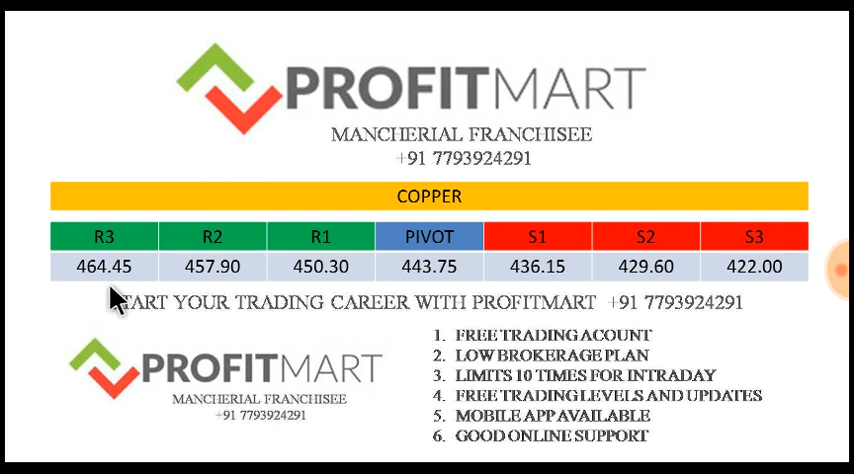 PROFITMART
MANCHERIAL FRANCHISEE
+91 7793924291
COPPER
R3 R2 R1 PIVOT S1 S2 S3
464.45 457.90 450.30 443.75 436.15 429.60 422.00
TART YOUR TRADING CAREER WITH PROFITMART +91 7793924291
PROFITMART
MANCHERIAL FRANCHISEE
+91 7793924291
1. FREE TRADING ACOUNT
2. LOW BROKERAGE PLAN
3. LIMITS 10 TIMES FOR INTRADAY
4. FREE TRADING LEVELS AND UPDATES
5. MOBILE APP AVAILABLE
6. GOOD ONLINE SUPPORT